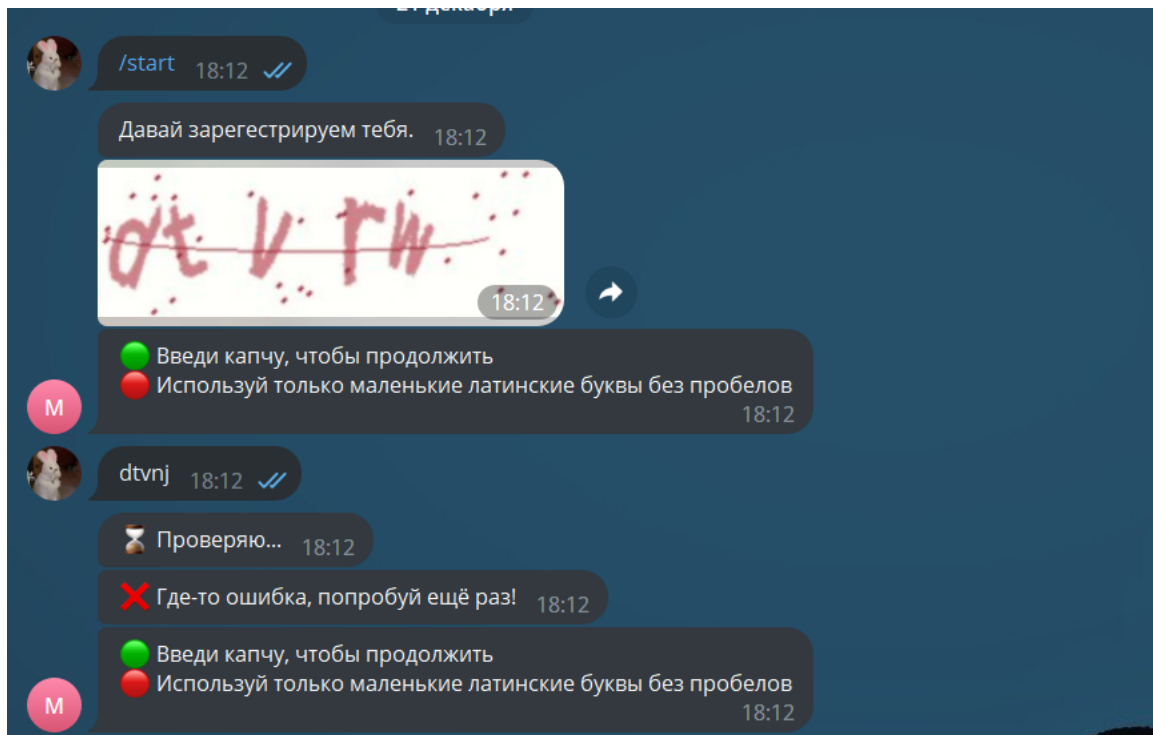 /start 18:12
Давай зарегестрируем тебя. 18:12
dt v rw
18:12
🟢 Введи капчу, чтобы продолжить
🔴 Используй только маленькие латинские буквы без пробелов
18:12
M
dtvnj 18:12
⏳ Проверяю... 18:12
❌ Где-то ошибка, попробуй ещё раз! 18:12
🟢 Введи капчу, чтобы продолжить
🔴 Используй только маленькие латинские буквы без пробелов
18:12
M